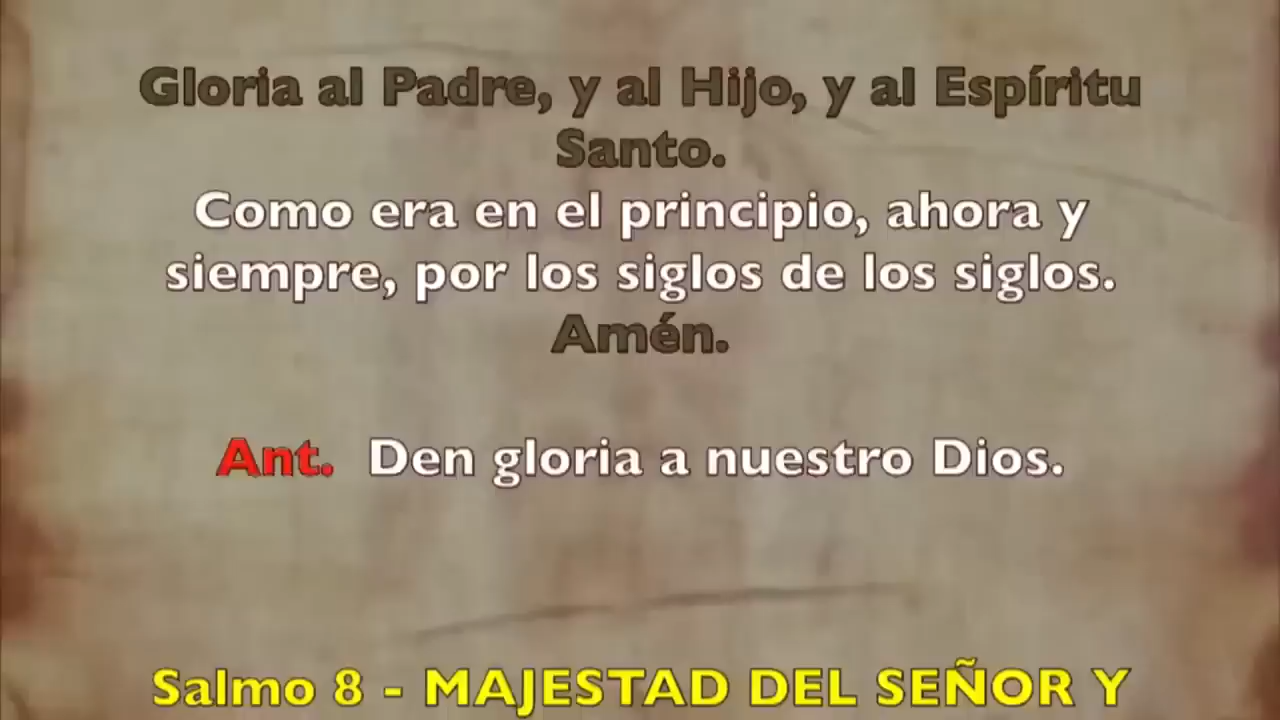 Gloria al Padre, y al Hijo, y al Espíritu
Santo.
Como era en el principio, ahora y
siempre, por los siglos de los siglos.
Amén.
Ant. Den gloria a nuestro Dios.
Salmo 8 - MAJESTAD DEL SEÑOR Y